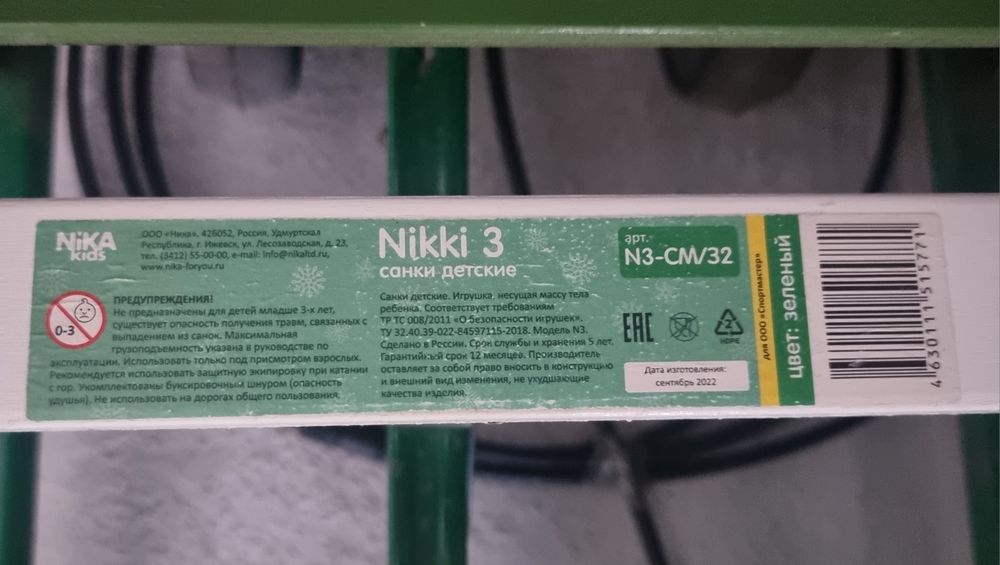 NiKA kids
ООО «Ника». 426052, Россия, Удмуртская
Республика, г. Ижевск, ул. Лесозаводская, д. 23,
тел. (3412) 55-00-00, e-mail: info@nikaltd.ru,
www.nika-foryou.ru
0-3
ПРЕДУПРЕЖДЕНИЯ!
Не предназначены для детей младше 3-х лет,
существует опасность получения травм, связанных с
выпадением из санок. Максимальная
грузоподъемность указана в руководстве по
эксплуатации. Использовать только под присмотром взрослых.
Рекомендуется использовать защитную экипировку при катании
с гор. Укомплектованы буксировочным шнуром (опасность
удушья). Не использовать на дорогах общего пользования.
Nikki 3
санки детские
Санки детские. Игрушка, несущая массу тела
ребенка. Соответствует требованиям
ТР ТС 008/2011 «О безопасности игрушек».
ТУ 32.40.39-022-84597115-2018. Модель N3.
Сделано в России. Срок службы и хранения 5 лет.
Гарантийный срок 12 месяцев. Производитель
оставляет за собой право вносить в конструкцию
и внешний вид изменения, не ухудшающие
качества изделия.
арт.
N3-СМ/32
EAC
2
HDPE
Дата изготовления:
сентябрь 2022
для ООО «Спортмастер»
цвет: зеленый
4630111515771